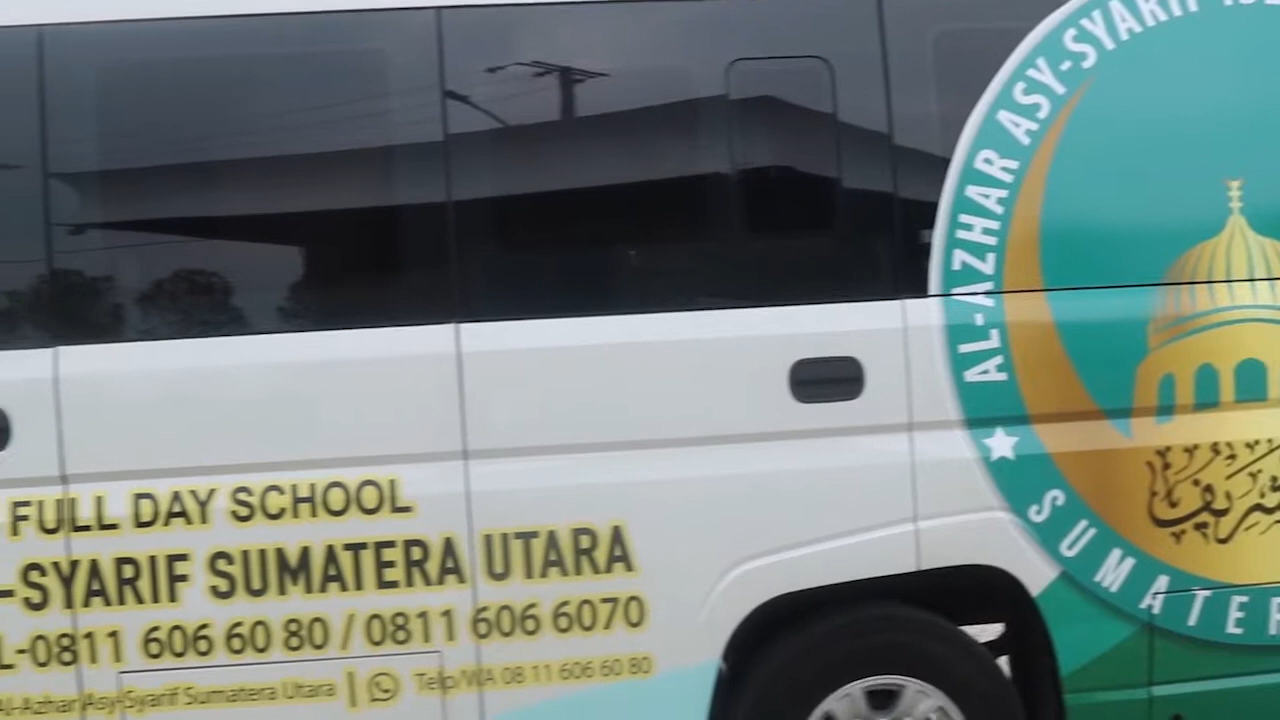 AL-AZHAR ASY-SYARIF
FULL DAY SCHOOL
-SYARIF SUMATERA UTARA
L-0811 606 60 80 / 0811 606 6070
Al-Azhar Asy-Syarif Sumatera Utara | Telp/WA 08 11 606 60 80
SUMATER